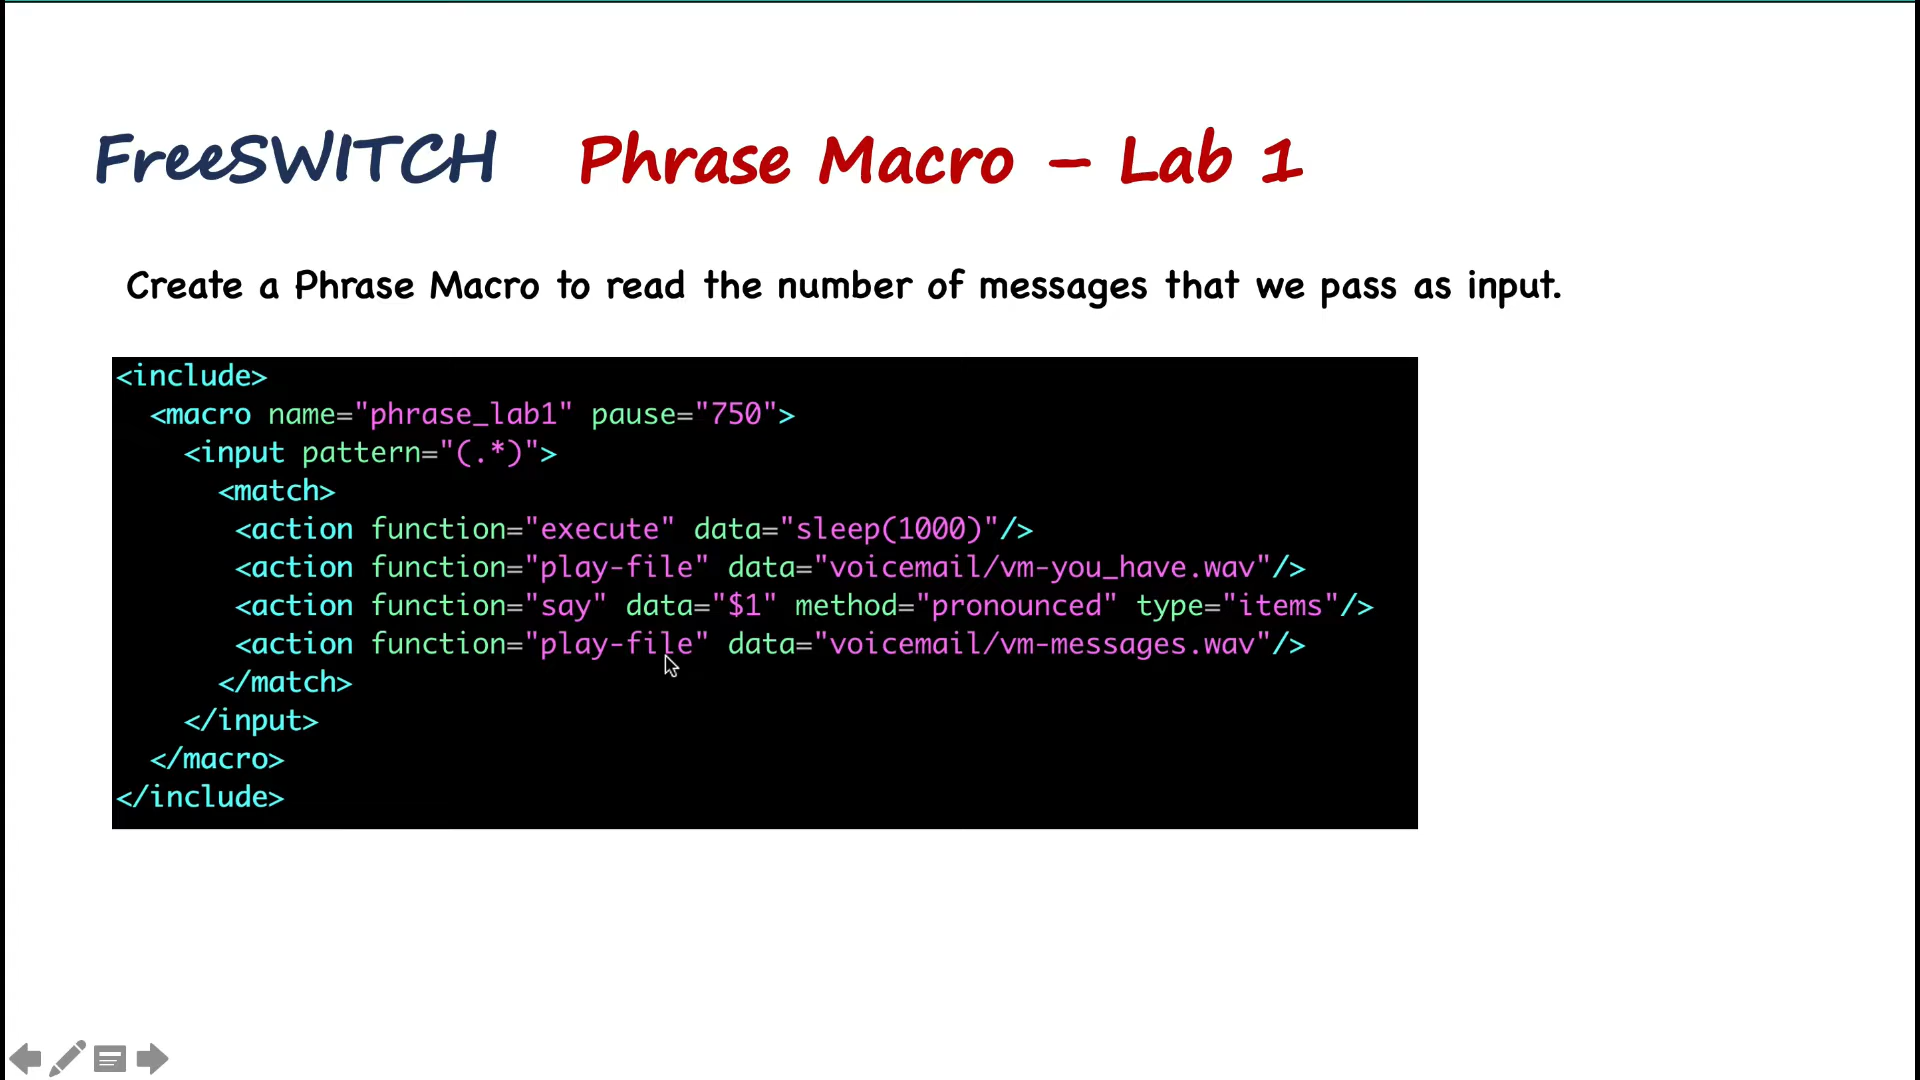 FreeSWITCH Phrase Macro – Lab 1
Create a Phrase Macro to read the number of messages that we pass as input.
<include>
<macro name="phrase_lab1" pause="750">
<input pattern="(.*)">
<match>
<action function="execute" data="sleep(1000)"/>
<action function="play-file" data="voicemail/vm-you_have.wav"/>
<action function="say" data="$1" method="pronounced" type="items"/>
<action function="play-file" data="voicemail/vm-messages.wav"/>
</match>
</input>
</macro>
</include>